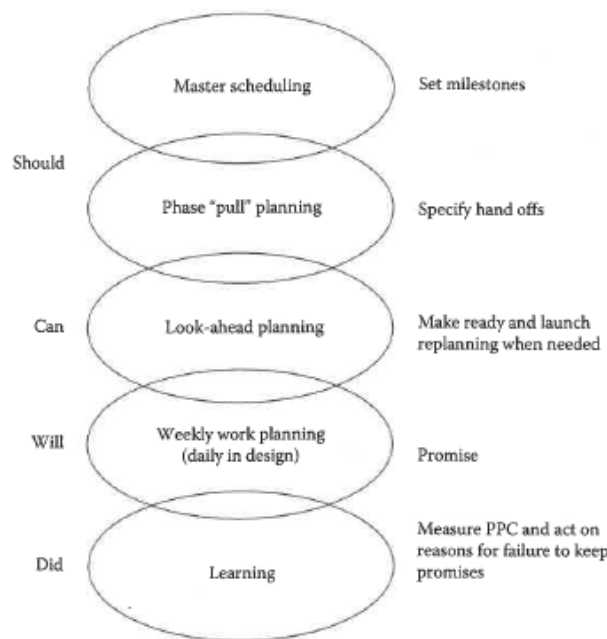 Master scheduling
Set milestones
Should
Phase "pull" planning
Specify hand offs
Can
Look-ahead planning
Make ready and launch
replanning when needed
Will
Weekly work planning
(daily in design)
Promise
Did
Learning
Measure PPC and act on
reasons for failure to keep
promises